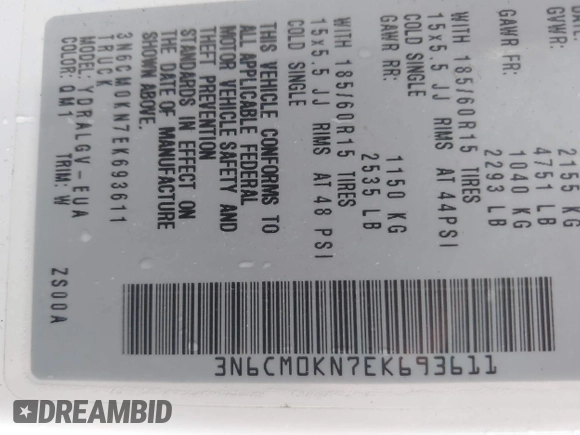 DATE:
GVWR: 2155 KG
4751 LB
GAWR FR: 1040 KG
2293 LB
WITH 185/60R15 TIRES
15x5.5 JJ RIMS AT 44PSI
COLD SINGLE
GAWR RR: 1150 KG
2535 LB
WITH 185/60R15 TIRES
15x5.5 JJ RIMS AT 48 PSI
COLD SINGLE
THIS VEHICLE CONFORMS TO
ALL APPLICABLE FEDERAL
MOTOR VEHICLE SAFETY AND
THEFT PREVENTION
STANDARDS IN EFFECT ON
THE DATE OF MANUFACTURE
SHOWN ABOVE.
3N6CM0KN7EK693611
TRUCK
MODEL: YDRALGV-EUA
COLOR: QM1 TRIM: W
ZS00A
3N6CM0KN7EK693611
DREAMBID